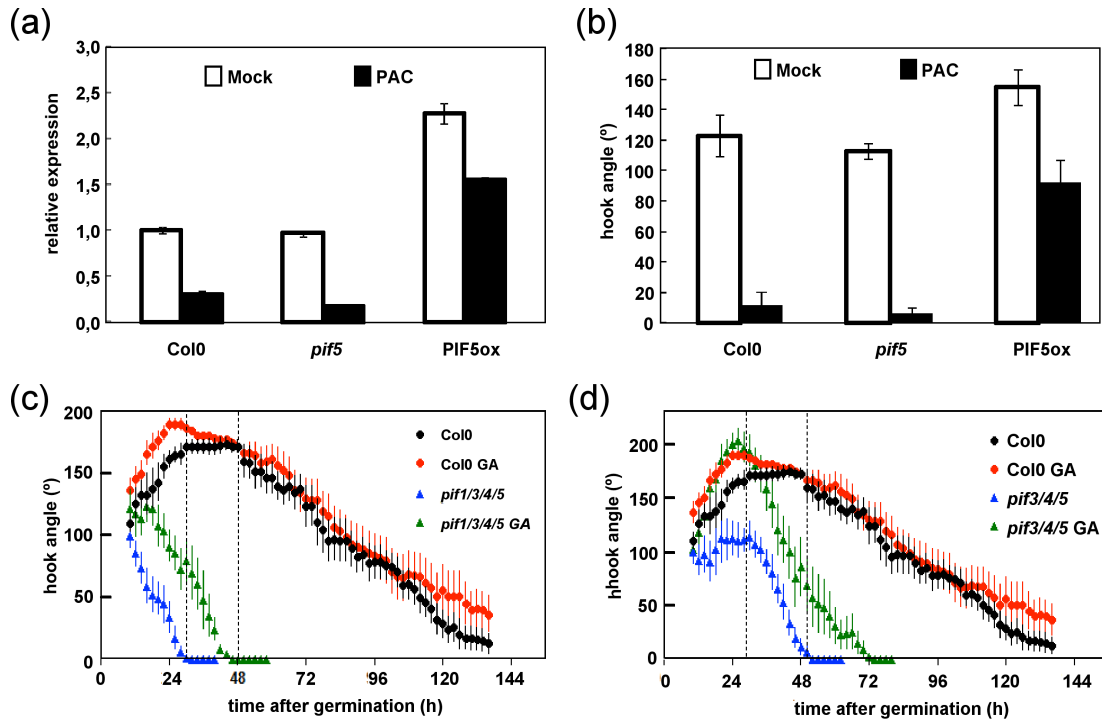 (a)
3,0
2,5
2,0
1,5
1,0
0,5
0,0
relative expression
Mock
PAC
Col0
pif5
PIF5ox
(b)
180
160
140
120
100
80
60
40
20
0
hook angle (º)
Mock
PAC
Col0
pif5
PIF5ox
(c)
200
150
100
50
0
hook angle (º)
Col0
Col0 GA
pif1/3/4/5
pif1/3/4/5 GA
0
24
48
72
96
120
144
time after germination (h)
(d)
200
150
100
50
0
hhook angle (º)
Col0
Col0 GA
pif3/4/5
pif3/4/5 GA
0
24
48
72
96
120
144
time after germination (h)